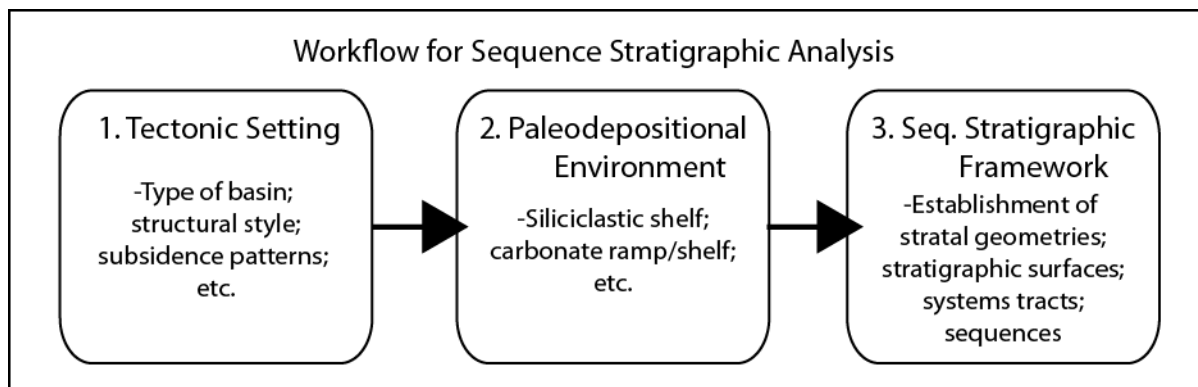 Workflow for Sequence Stratigraphic Analysis
1. Tectonic Setting
-Type of basin;
structural style;
subsidence patterns;
etc.
2. Paleodepositional
Environment
-Siliciclastic shelf;
carbonate ramp/shelf;
etc.
3. Seq. Stratigraphic
Framework
-Establishment of
stratal geometries;
stratigraphic surfaces;
systems tracts;
sequences